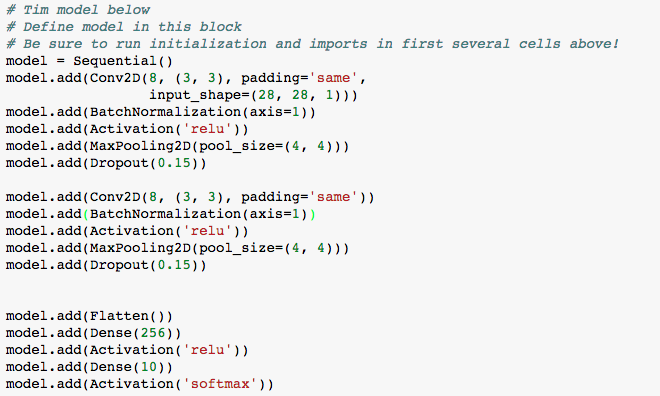 # Tim model below
# Define model in this block
# Be sure to run initialization and imports in first several cells above!
model = Sequential()
model.add(Conv2D(8, (3, 3), padding='same',
                 input_shape=(28, 28, 1)))
model.add(BatchNormalization(axis=1))
model.add(Activation('relu'))
model.add(MaxPooling2D(pool_size=(4, 4)))
model.add(Dropout(0.15))

model.add(Conv2D(8, (3, 3), padding='same'))
model.add(BatchNormalization(axis=1))
model.add(Activation('relu'))
model.add(MaxPooling2D(pool_size=(4, 4)))
model.add(Dropout(0.15))


model.add(Flatten())
model.add(Dense(256))
model.add(Activation('relu'))
model.add(Dense(10))
model.add(Activation('softmax'))